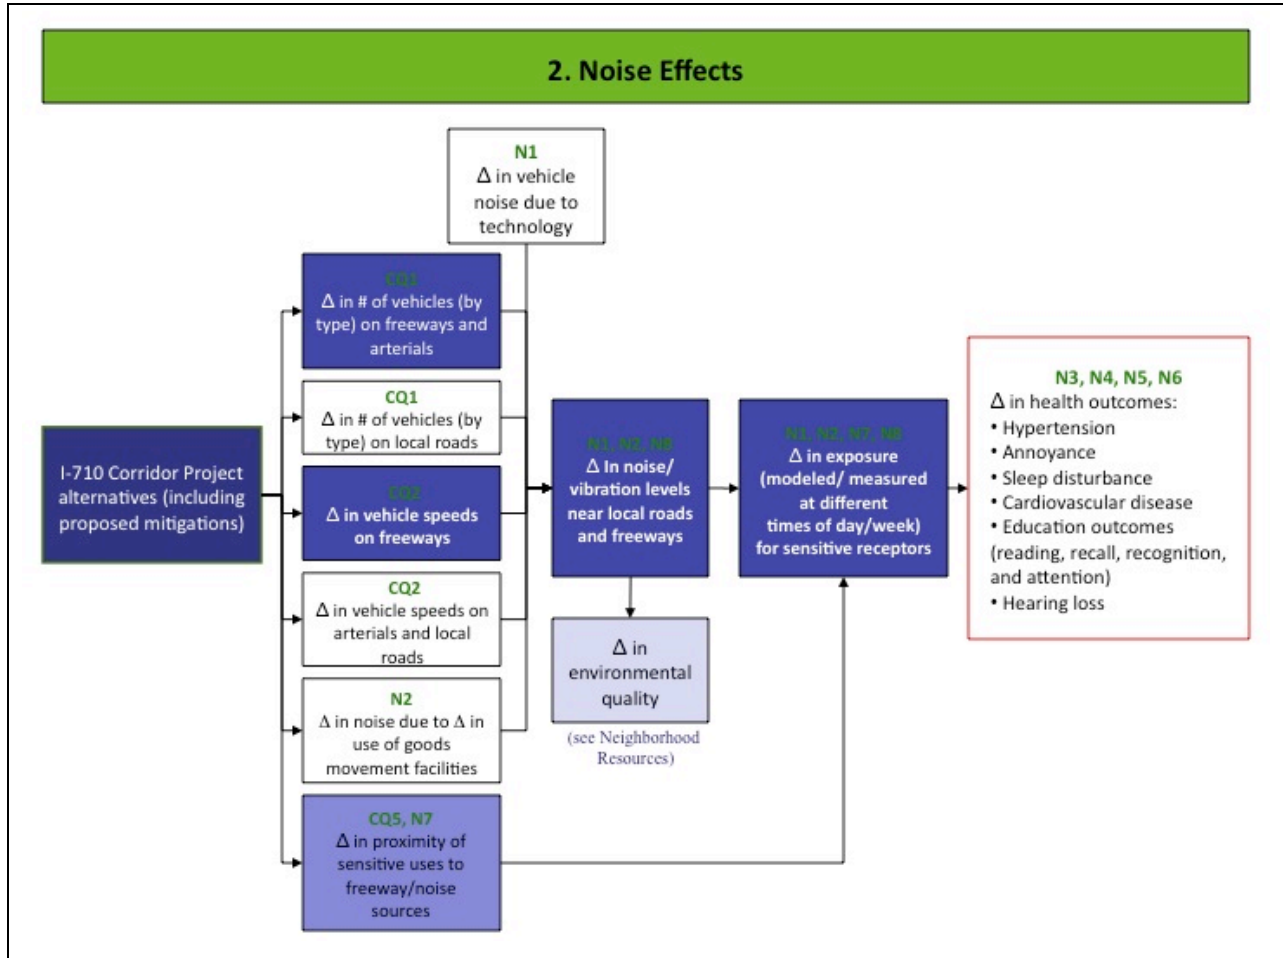 2. Noise Effects
N1
Δ in vehicle
noise due to
technology
CQ1
Δ in # of vehicles (by
type) on freeways and
arterials
CQ1
Δ in # of vehicles (by
type) on local roads
I-710 Corridor Project
alternatives (including
proposed mitigations)
CQ2
Δ in vehicle speeds
on freeways
CQ2
Δ in vehicle speeds on
arterials and local
roads
N2
Δ in noise due to Δ in
use of goods
movement facilities
CQ5, N7
Δ in proximity of
sensitive uses to
freeway/noise
sources
N1, N2, N8
Δ In noise/
vibration levels
near local roads
and freeways
Δ in
environmental
quality
(see Neighborhood
Resources)
N1, N2, N7, N8
Δ in exposure
(modeled/ measured
at different
times of day/week)
for sensitive receptors
N3, N4, N5, N6
Δ in health outcomes:
• Hypertension
• Annoyance
• Sleep disturbance
• Cardiovascular disease
• Education outcomes
(reading, recall, recognition,
and attention)
• Hearing loss